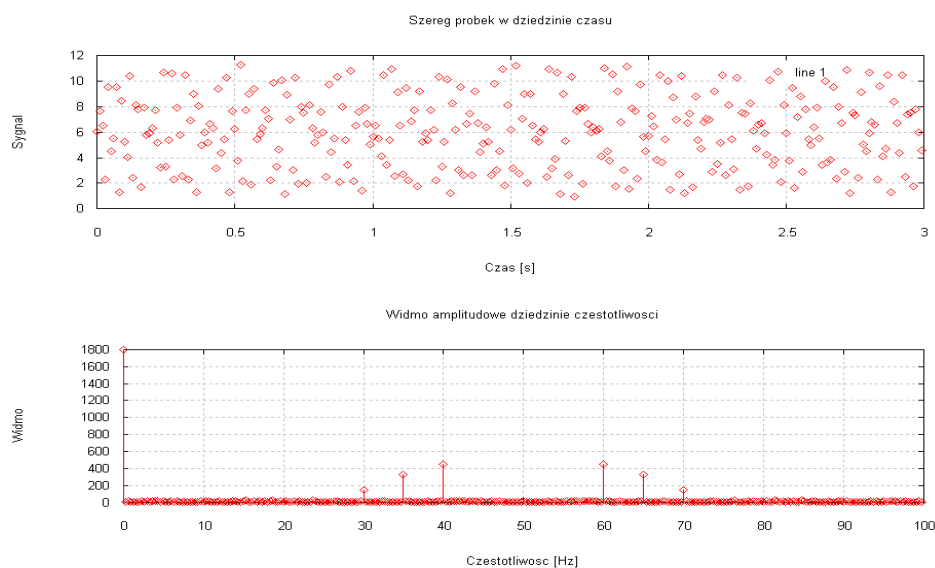 Szereg probek w dziedzinie czasu
12
10
8
6
4
2
0
Sygnal
line 1
0 0.5 1 1.5 2 2.5 3
Czas [s]
Widmo amplitudowe dziedzinie czestotliwosci
1800
1600
1400
1200
1000
800
600
400
200
0
Widmo
0 10 20 30 40 50 60 70 80 90 100
Czestotliwosc [Hz]